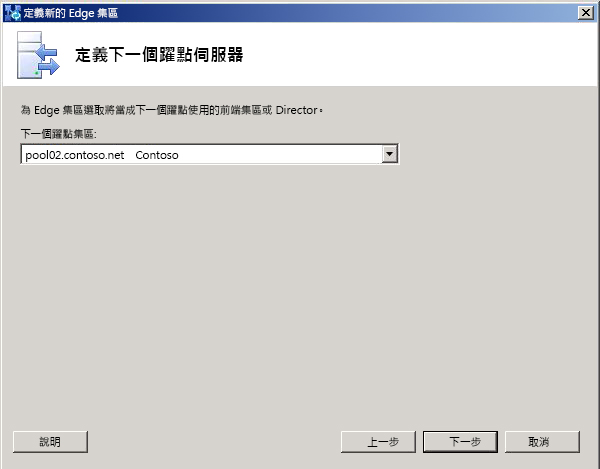 定義新的 Edge 集區
定義下一個躍點伺服器
為 Edge 集區選取將當成下一個躍點使用的前端集區或 Director。
下一個躍點集區:
pool02.contoso.net Contoso
說明 上一步 下一步 取消